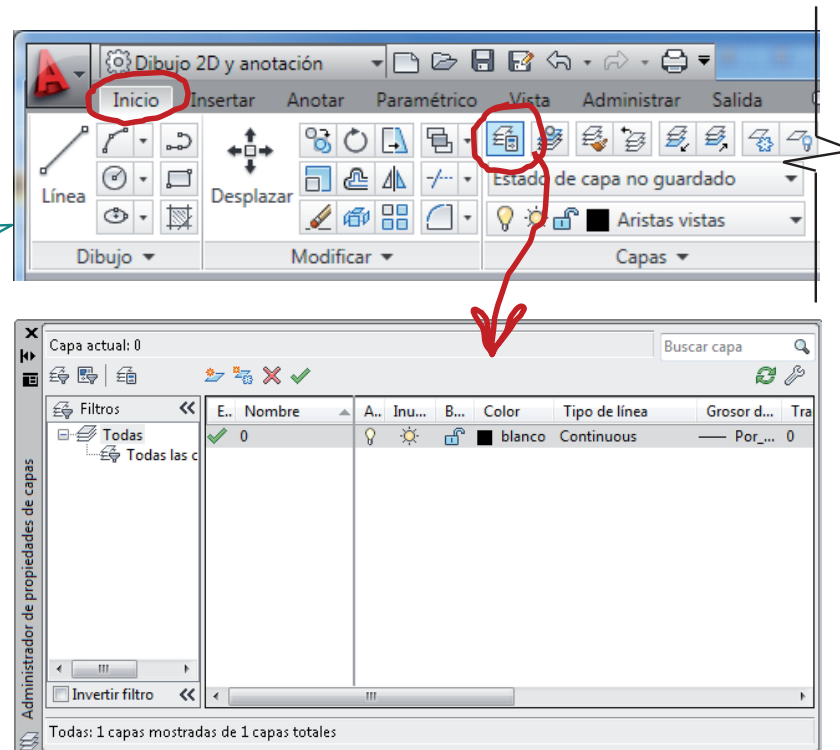 Dibujo 2D y anotación
Inicio Insertar Anotar Paramétrico Vista Administrar Salida
Línea
Desplazar
Estado de capa no guardado
Aristas vistas
Dibujo Modificar Capas
Capa actual: 0
Buscar capa
Filtros
Todas
Todas las c
E.. Nombre A.. Inu... B... Color Tipo de línea Grosor d... Tra
0 blanco Continuous Por_... 0
Invertir filtro
Todas: 1 capas mostradas de 1 capas totales
Administrador de propiedades de capas